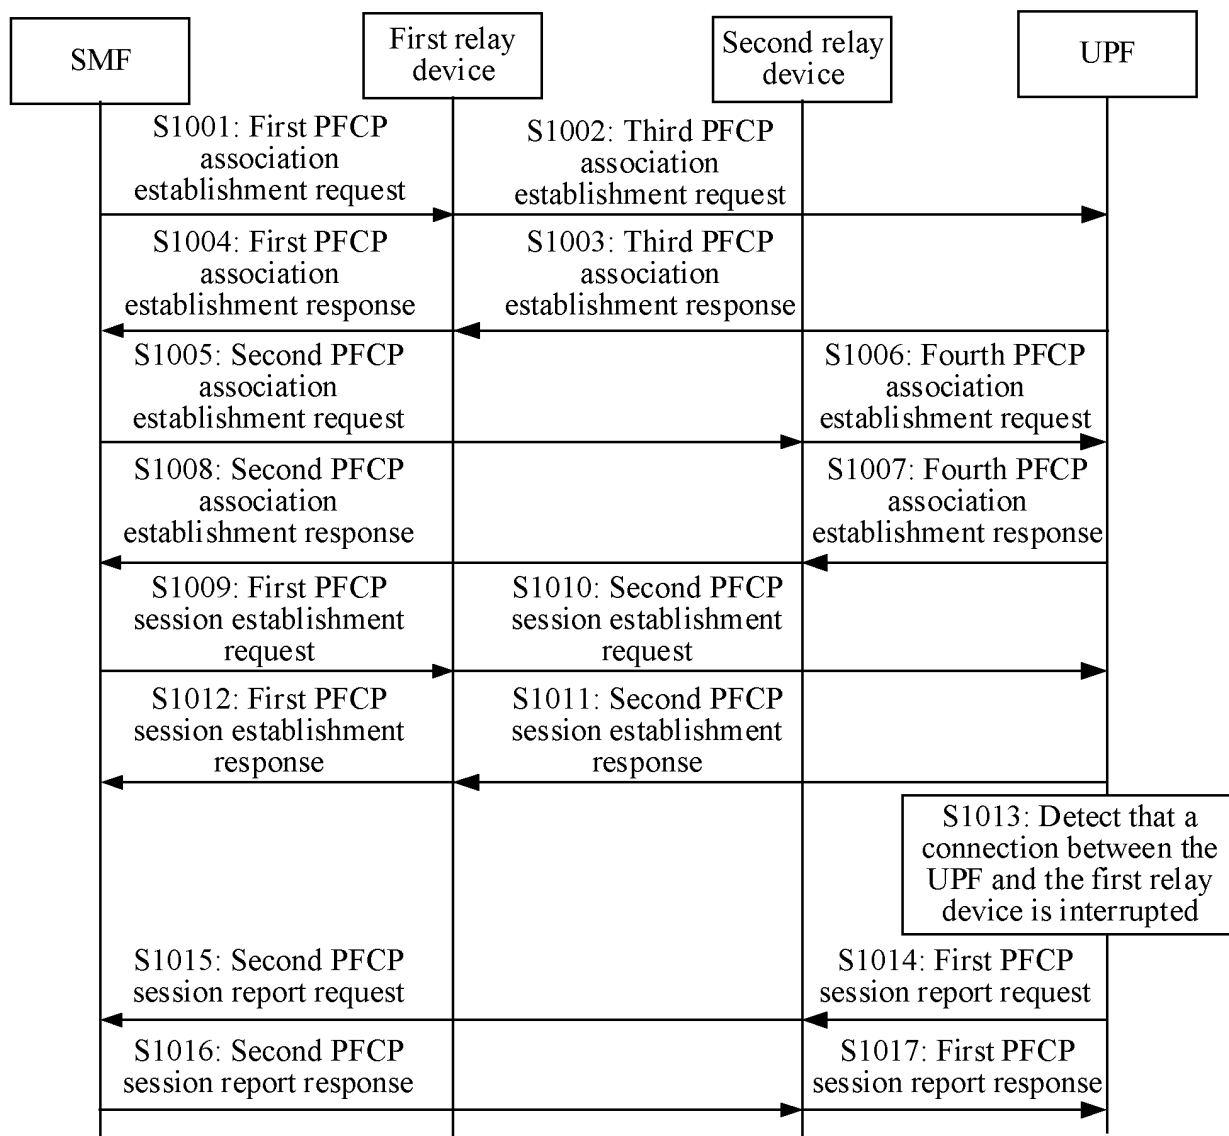 SMF
First relay
device
Second relay
device
UPF
S1001: First PFCP
association
establishment request
S1002: Third PFCP
association
establishment request
S1004: First PFCP
association
establishment response
S1003: Third PFCP
association
establishment response
S1005: Second PFCP
association
establishment request
S1006: Fourth PFCP
association
establishment request
S1008: Second PFCP
association
establishment response
S1007: Fourth PFCP
association
establishment response
S1009: First PFCP
session establishment
request
S1010: Second PFCP
session establishment
request
S1012: First PFCP
session establishment
response
S1011: Second PFCP
session establishment
response
S1013: Detect that a
connection between the
UPF and the first relay
device is interrupted
S1015: Second PFCP
session report request
S1014: First PFCP
session report request
S1016: Second PFCP
session report response
S1017: First PFCP
session report response